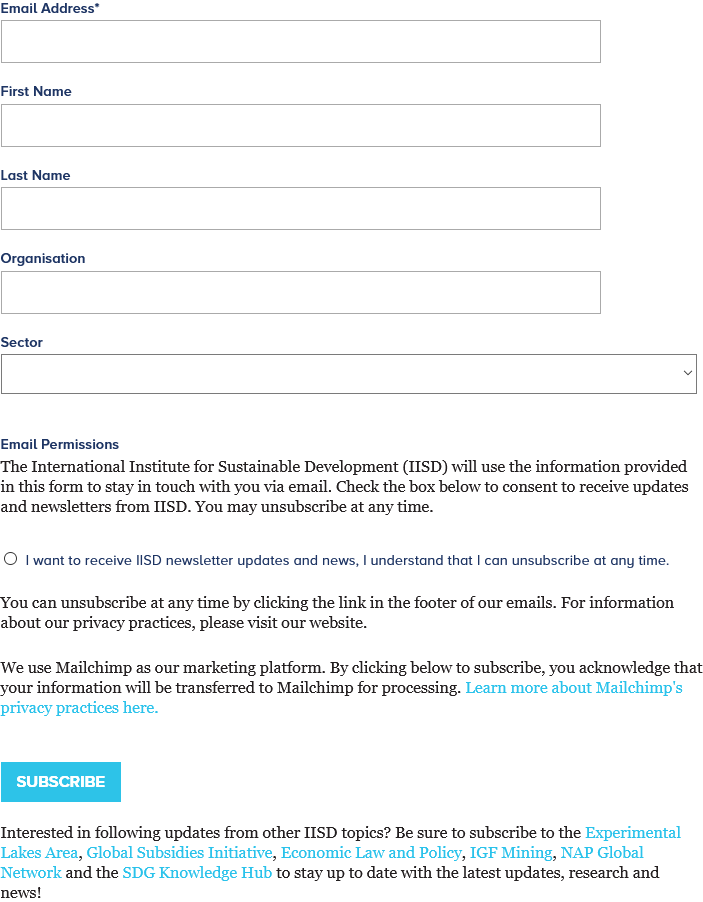 Email Address*
First Name
Last Name
Organisation
Sector
Email Permissions
The International Institute for Sustainable Development (IISD) will use the information provided
in this form to stay in touch with you via email. Check the box below to consent to receive updates
and newsletters from IISD. You may unsubscribe at any time.
I want to receive IISD newsletter updates and news, I understand that I can unsubscribe at any time.
You can unsubscribe at any time by clicking the link in the footer of our emails. For information
about our privacy practices, please visit our website.
We use Mailchimp as our marketing platform. By clicking below to subscribe, you acknowledge that
your information will be transferred to Mailchimp for processing. Learn more about Mailchimp's
privacy practices here.
SUBSCRIBE
Interested in following updates from other IISD topics? Be sure to subscribe to the Experimental
Lakes Area, Global Subsidies Initiative, Economic Law and Policy, IGF Mining, NAP Global
Network and the SDG Knowledge Hub to stay up to date with the latest updates, research and
news!